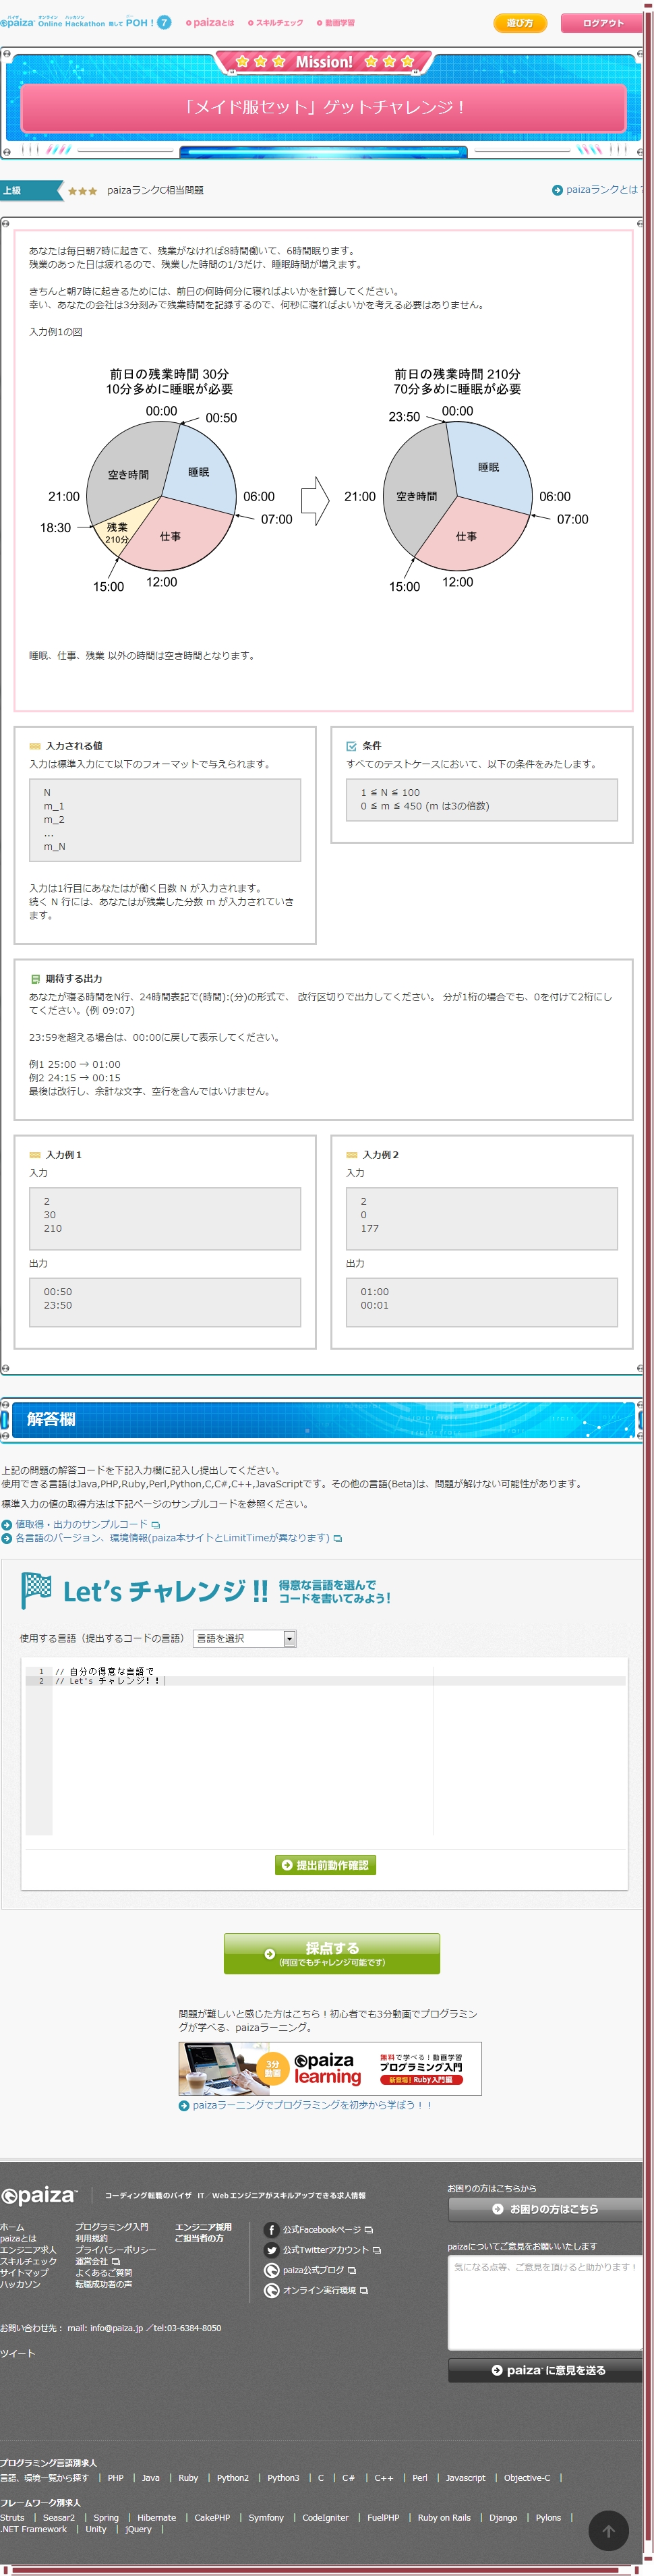 paiza オンライン ハッカソン Online Hackathon 略して POH! 7
paizaとは
スキルチェック
動画学習
遊び方
ログアウト
Mission!
「メイド服セット」ゲットチャレンジ！
上級
★★★ paizaランクC相当問題
paizaランクとは？
あなたは毎日朝7時に起きて、残業がなければ8時間働いて、6時間眠ります。
残業のあった日は疲れるので、残業した時間の1/3だけ、睡眠時間が増えます。
きちんと朝7時に起きるためには、前日の何時何分に寝ればよいかを計算してください。
幸い、あなたの会社は3分刻みで残業時間を記録するので、何秒に寝ればよいかを考える必要はありません。
入力例1の図
前日の残業時間 30分
10分多めに睡眠が必要
00:00
00:50
空き時間
睡眠
21:00
06:00
07:00
18:30
残業
210分
仕事
15:00
12:00
前日の残業時間 210分
70分多めに睡眠が必要
23:50
00:00
睡眠
21:00
空き時間
06:00
07:00
仕事
15:00
12:00
睡眠、仕事、残業 以外の時間は空き時間となります。
入力される値
入力は標準入力にて以下のフォーマットで与えられます。
N
m_1
m_2
...
m_N
入力は1行目にあなたはが働く日数 N が入力されます。
続く N 行には、あなたはが残業した分数 m が入力されていき
ます。
条件
すべてのテストケースにおいて、以下の条件をみたします。
1 ≦ N ≦ 100
0 ≦ m ≦ 450 (m は3の倍数)
期待する出力
あなたが寝る時間をN行、24時間表記で(時間):(分)の形式で、 改行区切りで出力してください。 分が1桁の場合でも、0を付けて2桁にし
てください。(例 09:07)
23:59を超える場合は、00:00に戻して表示してください。
例1 25:00 → 01:00
例2 24:15 → 00:15
最後は改行し、余計な文字、空行を含んではいけません。
入力例１
入力
2
30
210
出力
00:50
23:50
入力例２
入力
2
0
177
出力
01:00
00:01
解答欄
上記の問題の解答コードを下記入力欄に記入し提出してください。
使用できる言語はJava,PHP,Ruby,Perl,Python,C,C#,C++,JavaScriptです。その他の言語(Beta)は、問題が解けない可能性があります。
標準入力の値の取得方法は下記ページのサンプルコードを参照ください。
値取得・出力のサンプルコード
各言語のバージョン、環境情報(paiza本サイトとLimitTimeが異なります)
Let's チャレンジ!! 得意な言語を選んで
コードを書いてみよう!
使用する言語（提出するコードの言語） 言語を選択
1 // 自分の得意な言語で
2 // Let's チャレンジ！！
提出前動作確認
採点する
(何回でもチャレンジ可能です)
問題が難しいと感じた方はこちら！初心者でも3分動画でプログラミン
グが学べる、paizaラーニング。
3分
動画
paiza
learning
無料で学べる！動画学習
プログラミング入門
新登場！Ruby入門編
paizaラーニングでプログラミングを初歩から学ぼう！！
paiza
コーディング転職のパイザ IT／Webエンジニアがスキルアップできる求人情報
ホーム
paizaとは
エンジニア求人
スキルチェック
サイトマップ
ハッカソン
プログラミング入門
利用規約
プライバシーポリシー
運営会社
よくあるご質問
転職成功者の声
エンジニア採用
ご担当者の方
公式Facebookページ
公式Twitterアカウント
paiza公式ブログ
オンライン実行環境
お困りの方はこちらから
お困りの方はこちら
paizaについてご意見をお願いいたします
気になる点等、ご意見を頂けると助かります！
paizaに意見を送る
お問い合わせ先： mail: info@paiza.jp ／tel:03-6384-8050
ツイート
プログラミング言語別求人
言語、環境一覧から探す | PHP | Java | Ruby | Python2 | Python3 | C | C# | C++ | Perl | Javascript | Objective-C |
フレームワーク別求人
Struts | Seasar2 | Spring | Hibernate | CakePHP | Symfony | CodeIgniter | FuelPHP | Ruby on Rails | Django | Pylons |
.NET Framework | Unity | jQuery |